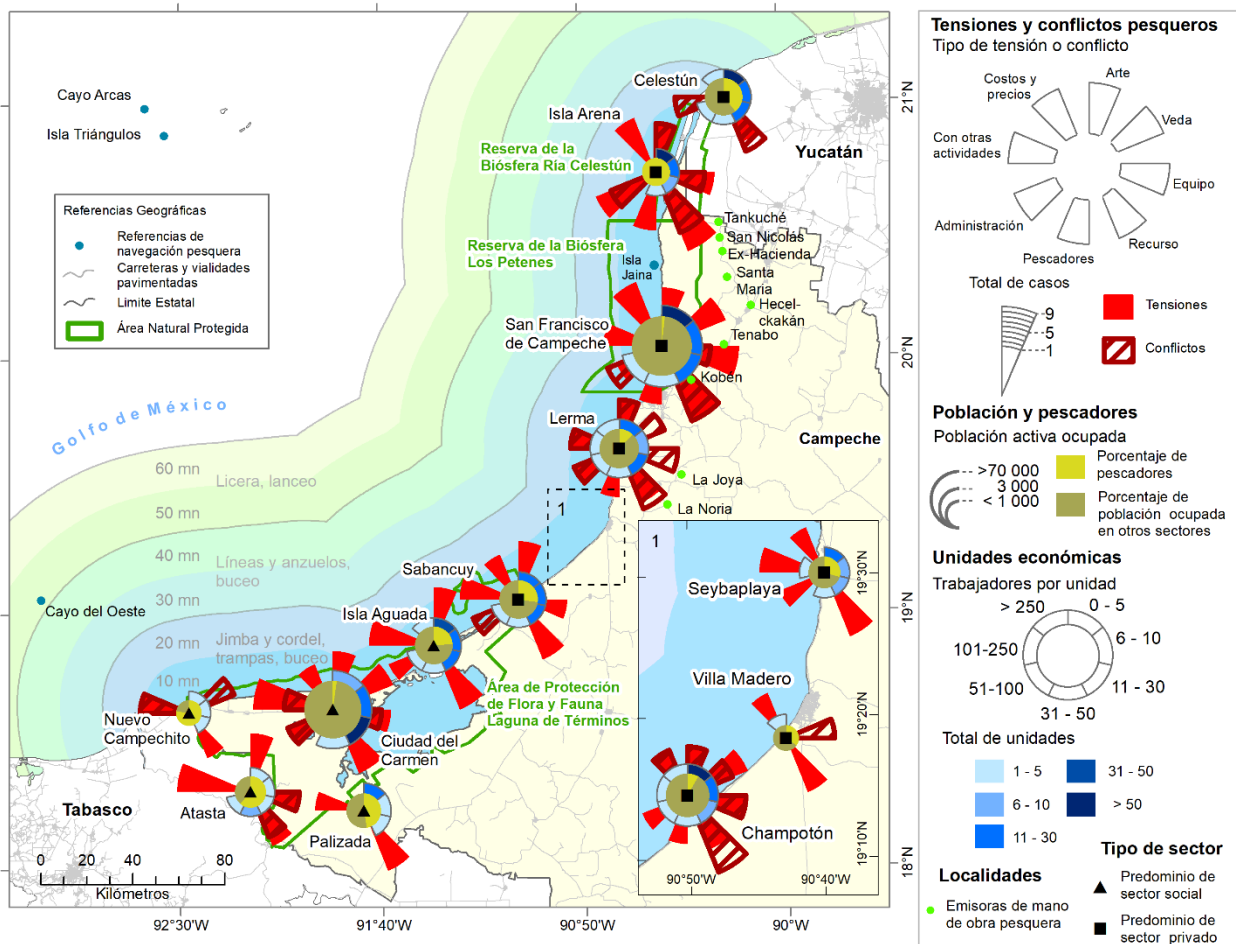 Cayo Arcas
Isla Triángulos
Referencias Geográficas
Referencias de
navegación pesquera
Carreteras y vialidades
pavimentadas
Limite Estatal
Área Natural Protegida
Golfo de México
60 mn
50 mn
40 mn
30 mn
20 mn
10 mn
Licera, lanceo
Líneas y anzuelos,
buceo
Jimba y cordel,
trampas, buceo
Cayo del Oeste
Celestún
Isla Arena
Reserva de la
Biósfera Ría Celestún
Yucatán
Reserva de la Biósfera
Los Petenes
Isla
Jaina
Tankuché
San Nicolás
Ex-Hacienda
Santa
Maria
Hecel-
ckakán
Tenabo
San Francisco
de Campeche
Kobén
Lerma
Campeche
La Joya
La Noria
1
Sabancuy
Isla Aguada
Área de Protección
de Flora y Fauna
Laguna de Términos
Nuevo
Campechito
Ciudad del
Carmen
Tabasco
Atasta
Palizada
0 20 40 80
Kilómetros
92°30'W 91°40'W 90°50'W 90°W
21°N
20°N
19°N
18°N
1
Seybaplaya
Villa Madero
Champotón
19°30'N
19°20'N
19°10'N
90°50'W 90°40'W
Tensiones y conflictos pesqueros
Tipo de tensión o conflicto
Arte
Costos y
precios
Veda
Con otras
actividades
Equipo
Administración
Recurso
Pescadores
Total de casos
9
5
1
Tensiones
Conflictos
Población y pescadores
Población activa ocupada
>70 000
3 000
< 1 000
Porcentaje de
pescadores
Porcentaje de
población ocupada
en otros sectores
Unidades económicas
Trabajadores por unidad
> 250
0 - 5
101-250
6 - 10
51-100
11 - 30
31 - 50
Total de unidades
1 - 5
31 - 50
6 - 10
> 50
11 - 30
Tipo de sector
Localidades
Predominio de
sector social
Emisoras de mano
de obra pesquera
Predominio de
sector privado